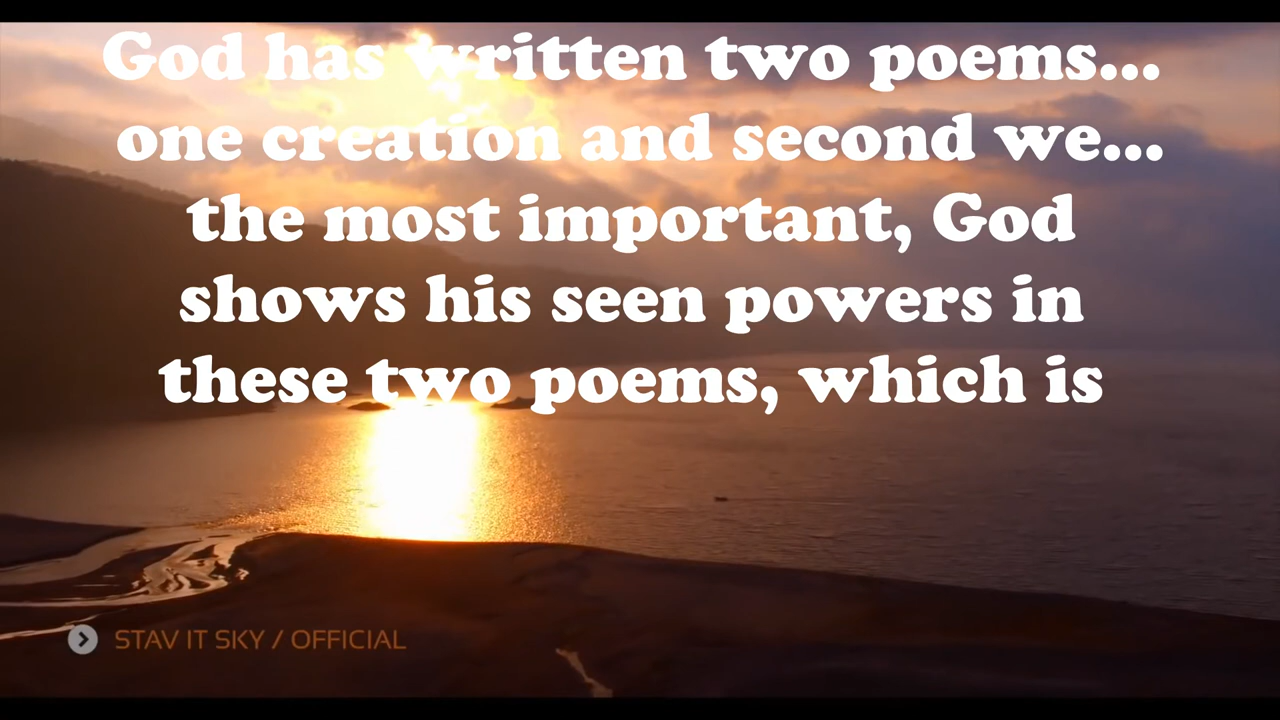 God has written two poems...
one creation and second we...
the most important, God
shows his seen powers in
these two poems, which is
STAV IT SKY / OFFICIAL